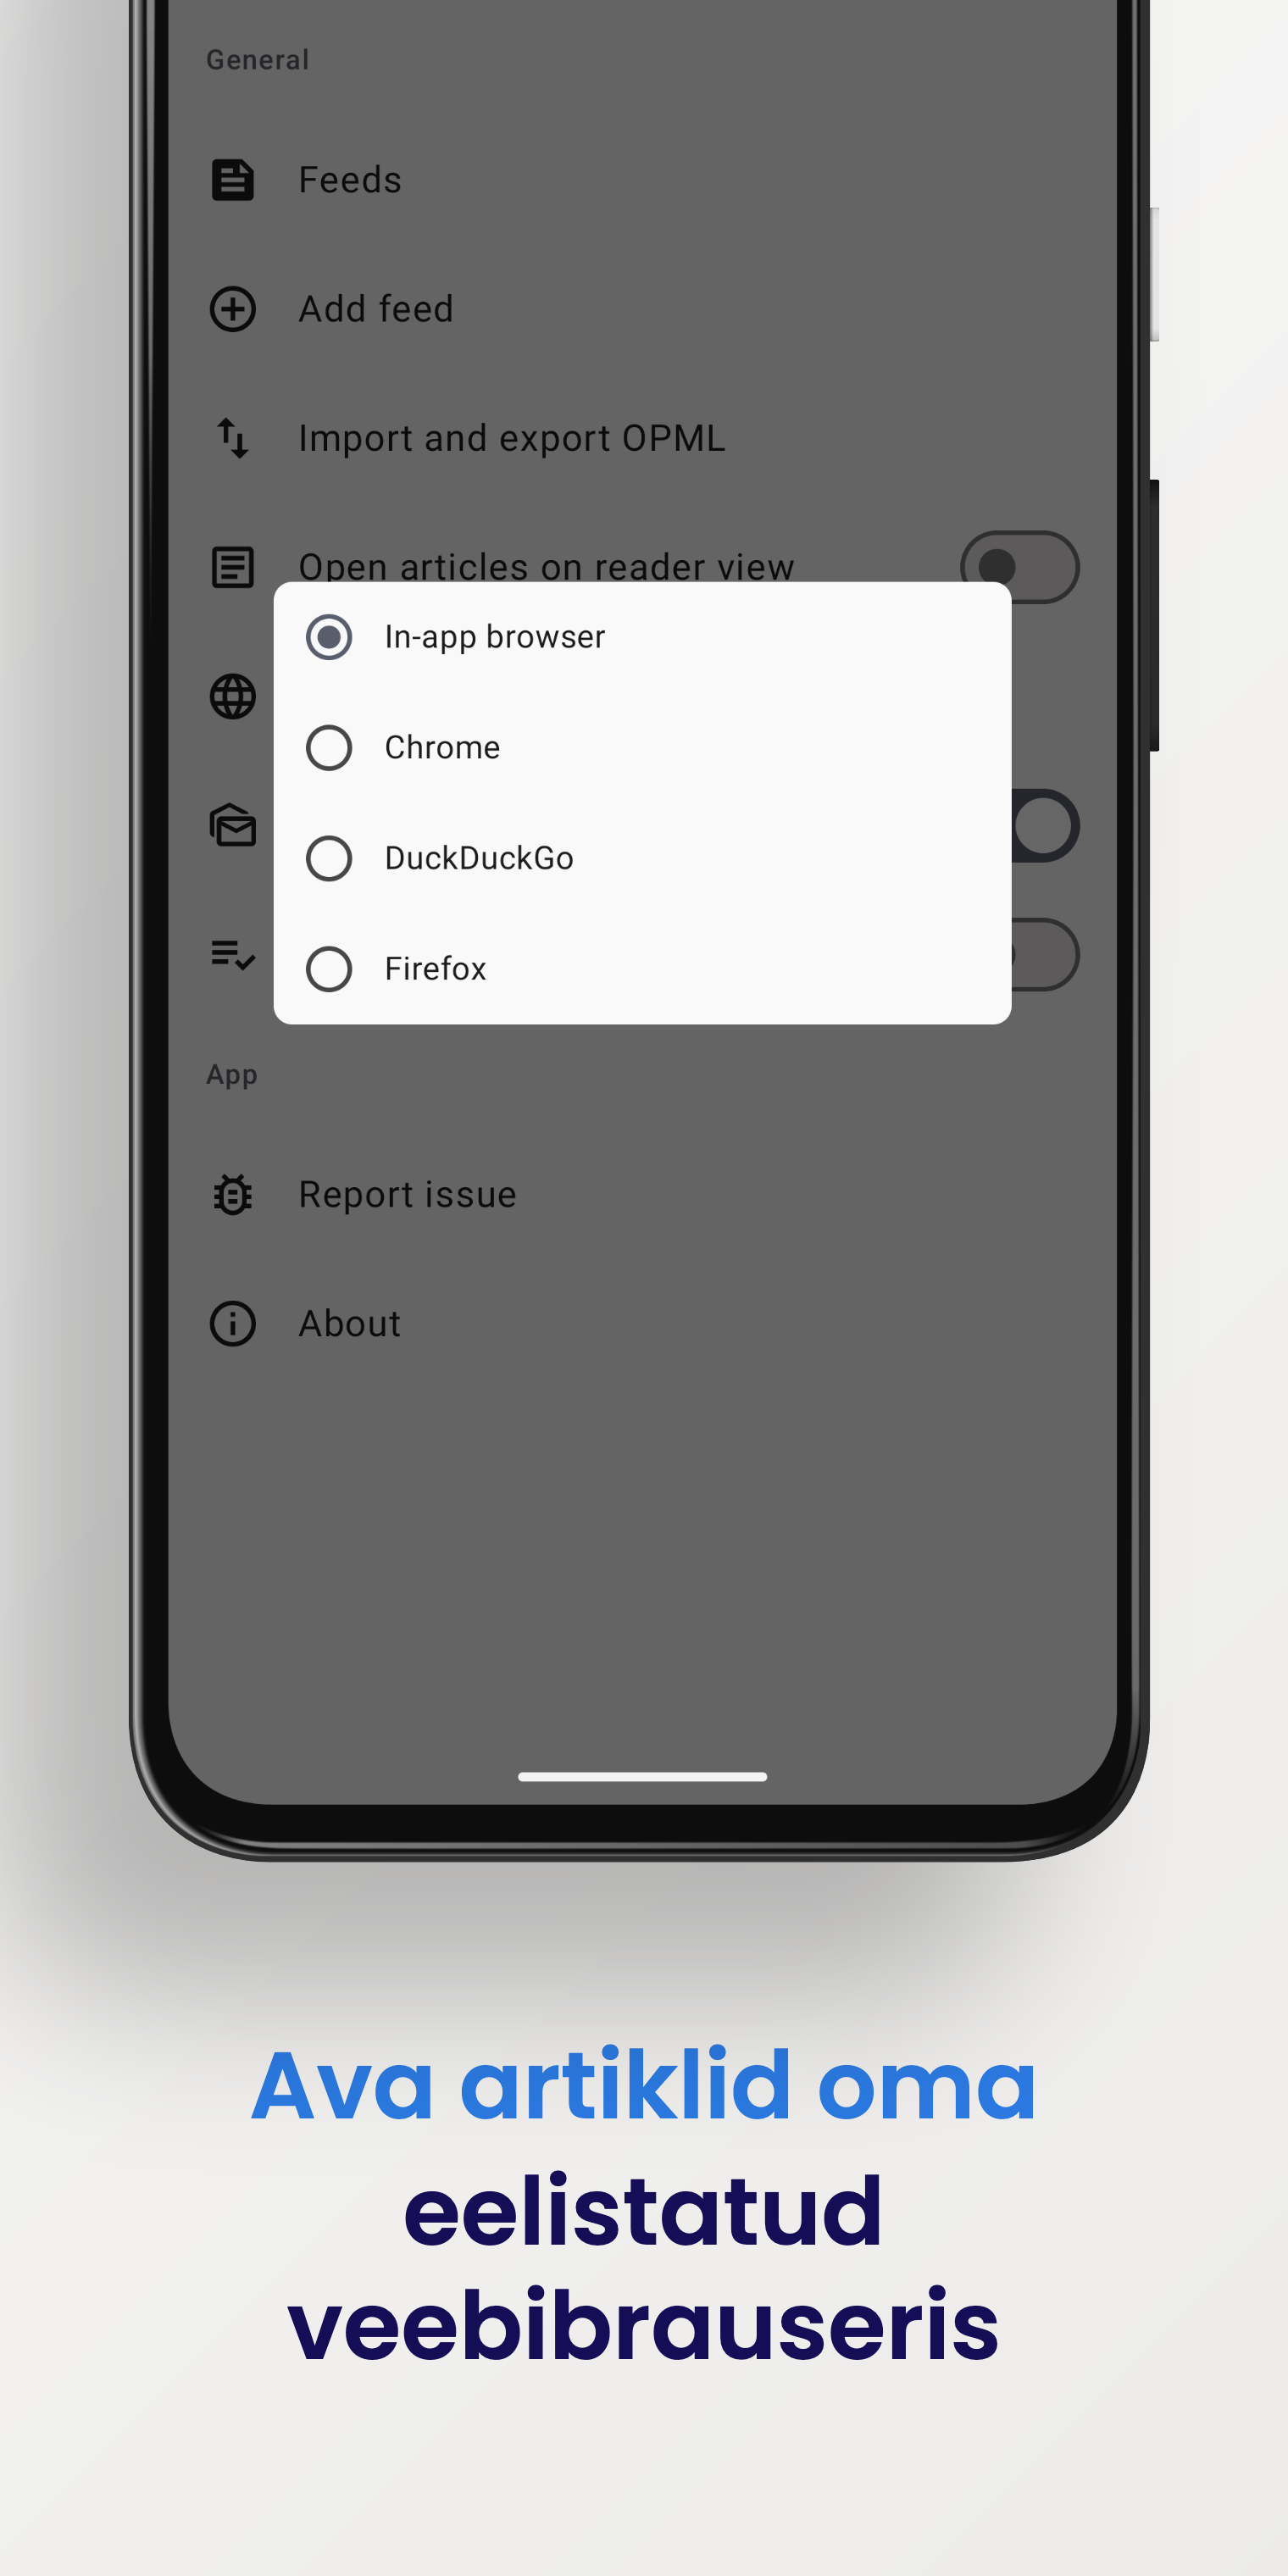 General
Feeds
Add feed
Import and export OPML
Open articles on reader view
In-app browser
Chrome
DuckDuckGo
Firefox
App
Report issue
About
Ava artiklid oma
eelistatud
veebibrauseris